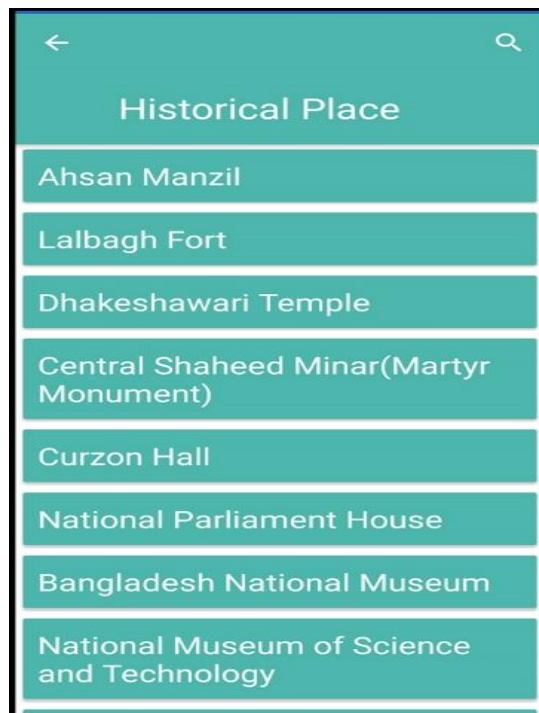 Historical Place
Ahsan Manzil
Lalbagh Fort
Dhakeshawari Temple
Central Shaheed Minar(Martyr
Monument)
Curzon Hall
National Parliament House
Bangladesh National Museum
National Museum of Science
and Technology